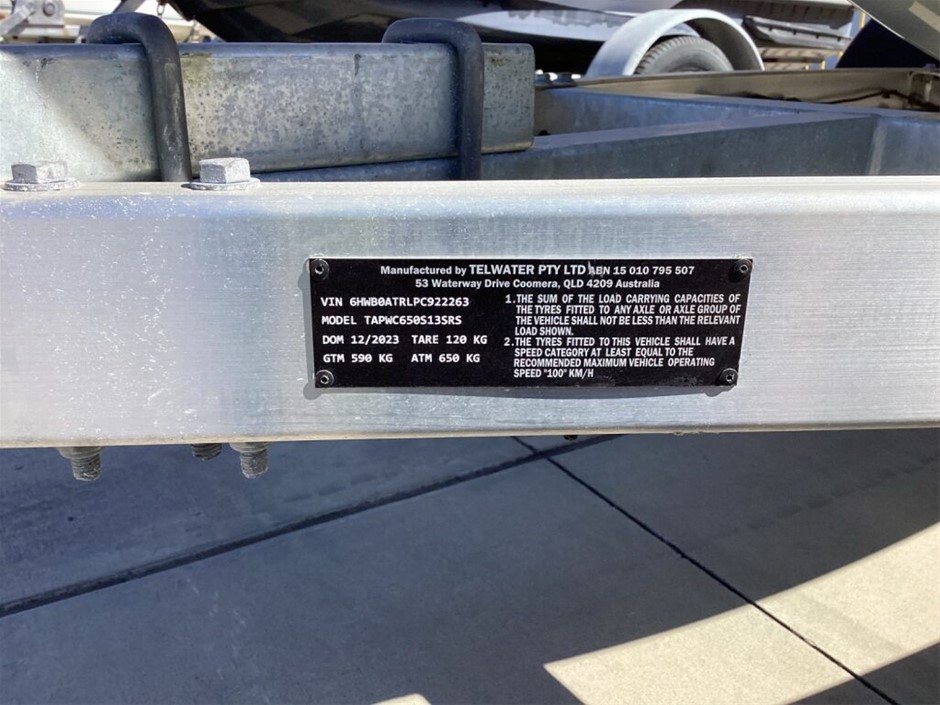 Manufactured by TELWATER PTY LTD ABN 15 010 795 507
53 Waterway Drive Coomera, QLD 4209 Australia
VIN 6HWB0ATRLPC922263
MODEL TAPWC650S13SRS
DOM 12/2023 TARE 120 KG
GTM 590 KG ATM 650 KG
1.THE SUM OF THE LOAD CARRYING CAPACITIES OF
THE TYRES FITTED TO ANY AXLE OR AXLE GROUP OF
THE VEHICLE SHALL NOT BE LESS THAN THE RELEVANT
LOAD SHOWN.
2.THE TYRES FITTED TO THIS VEHICLE SHALL HAVE A
SPEED CATEGORY AT LEAST EQUAL TO THE
RECOMMENDED MAXIMUM VEHICLE OPERATING
SPEED "100" KM/H